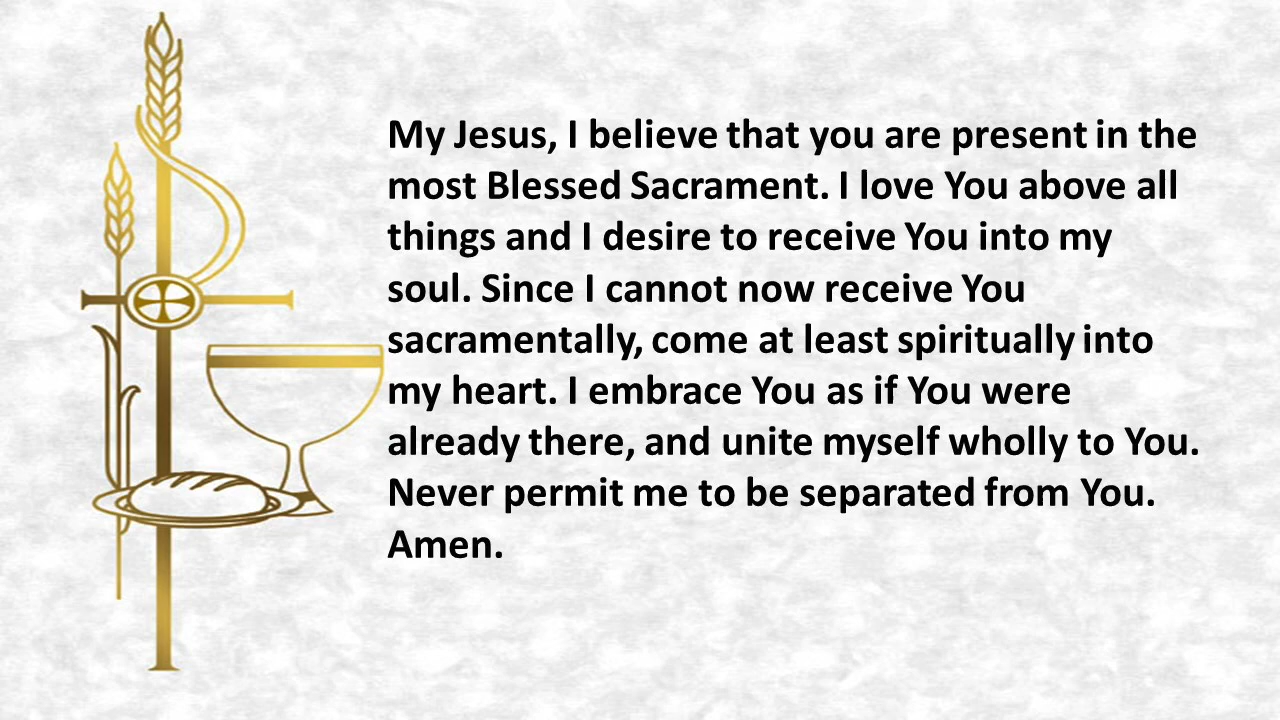 My Jesus, I believe that you are present in the
most Blessed Sacrament. I love You above all
things and I desire to receive You into my
soul. Since I cannot now receive You
sacramentally, come at least spiritually into
my heart. I embrace You as if You were
already there, and unite myself wholly to You.
Never permit me to be separated from You.
Amen.